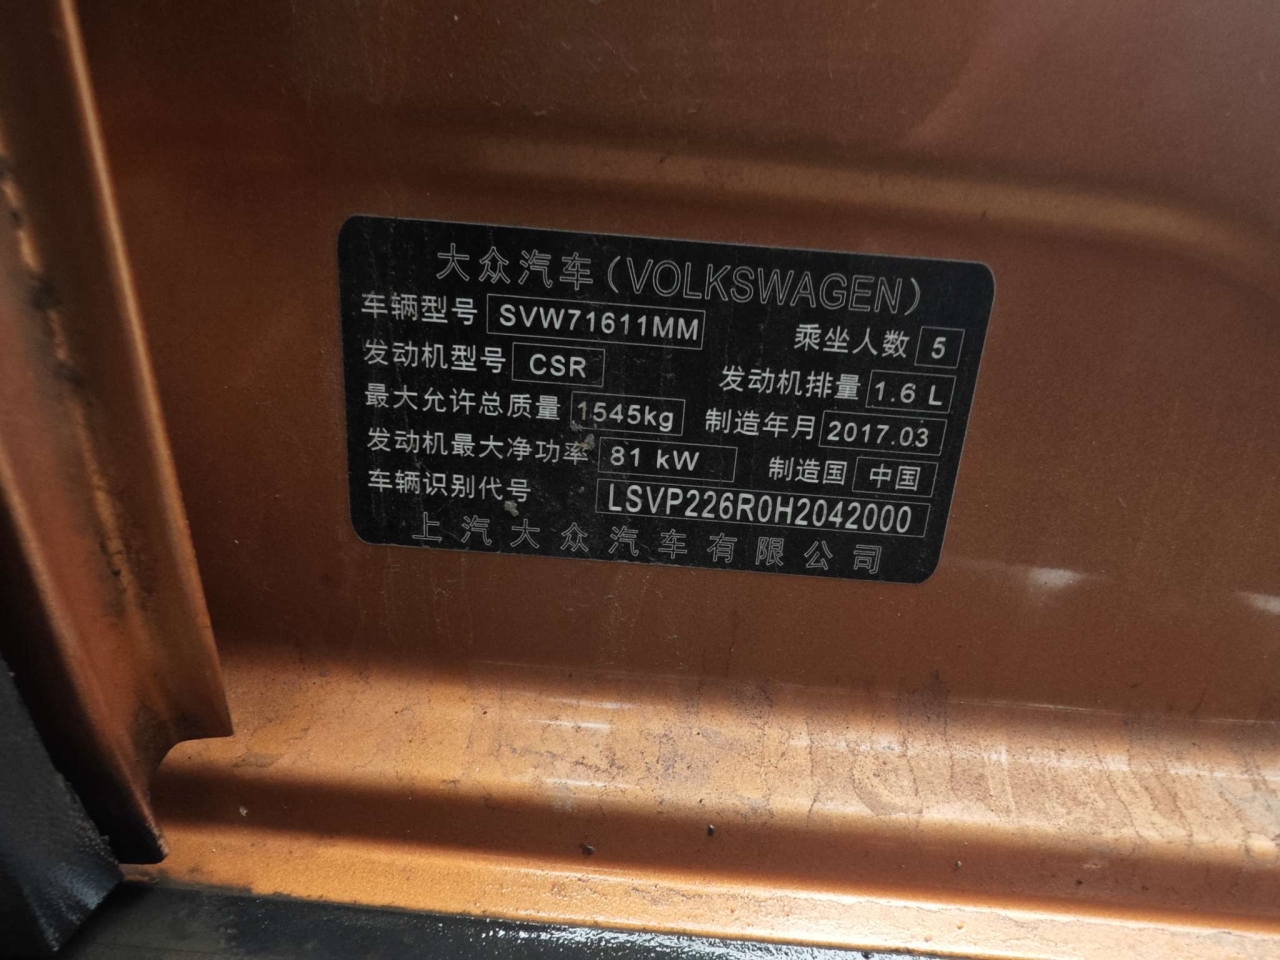 大众汽车(VOLKSWAGEN)
车辆型号 SVW71611MM 乘坐人数 5
发动机型号 CSR 发动机排量 1.6 L
最大允许总质量 1545kg 制造年月 2017.03
发动机最大净功率 81 kW 制造国 中国
车辆识别代号 LSVP226R0H2042000
上汽大众汽车有限公司